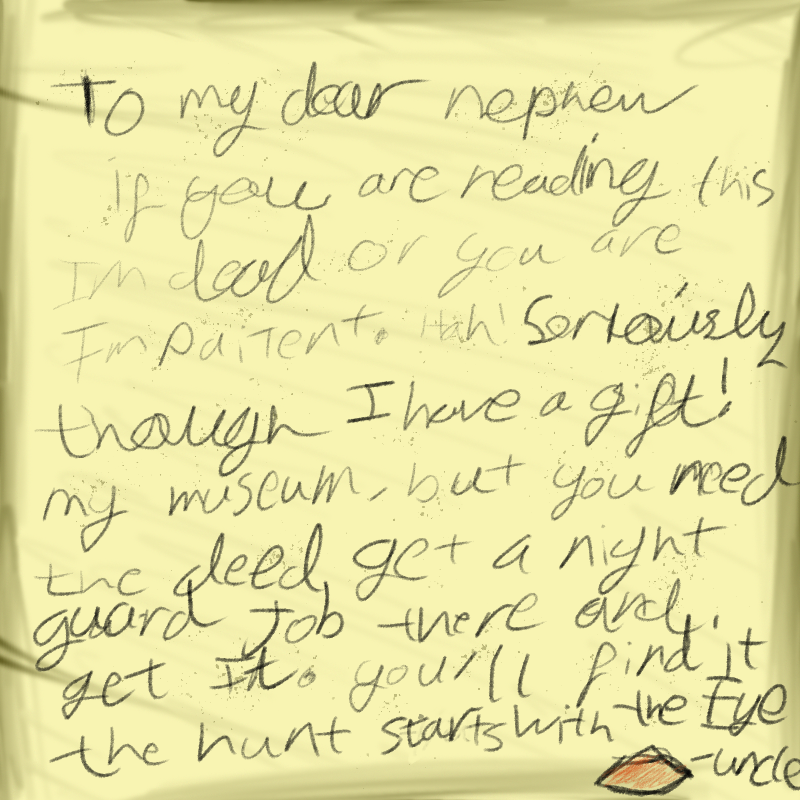 To my dear nephew
If you are reading this
Im dead or you are
Impaitent. Hah! Seriously
though I have a gift!
my museum, but you need
the deed, get a night
guard Job there and
get It. you'll find it
the hunt starts with the Eye
-uncle